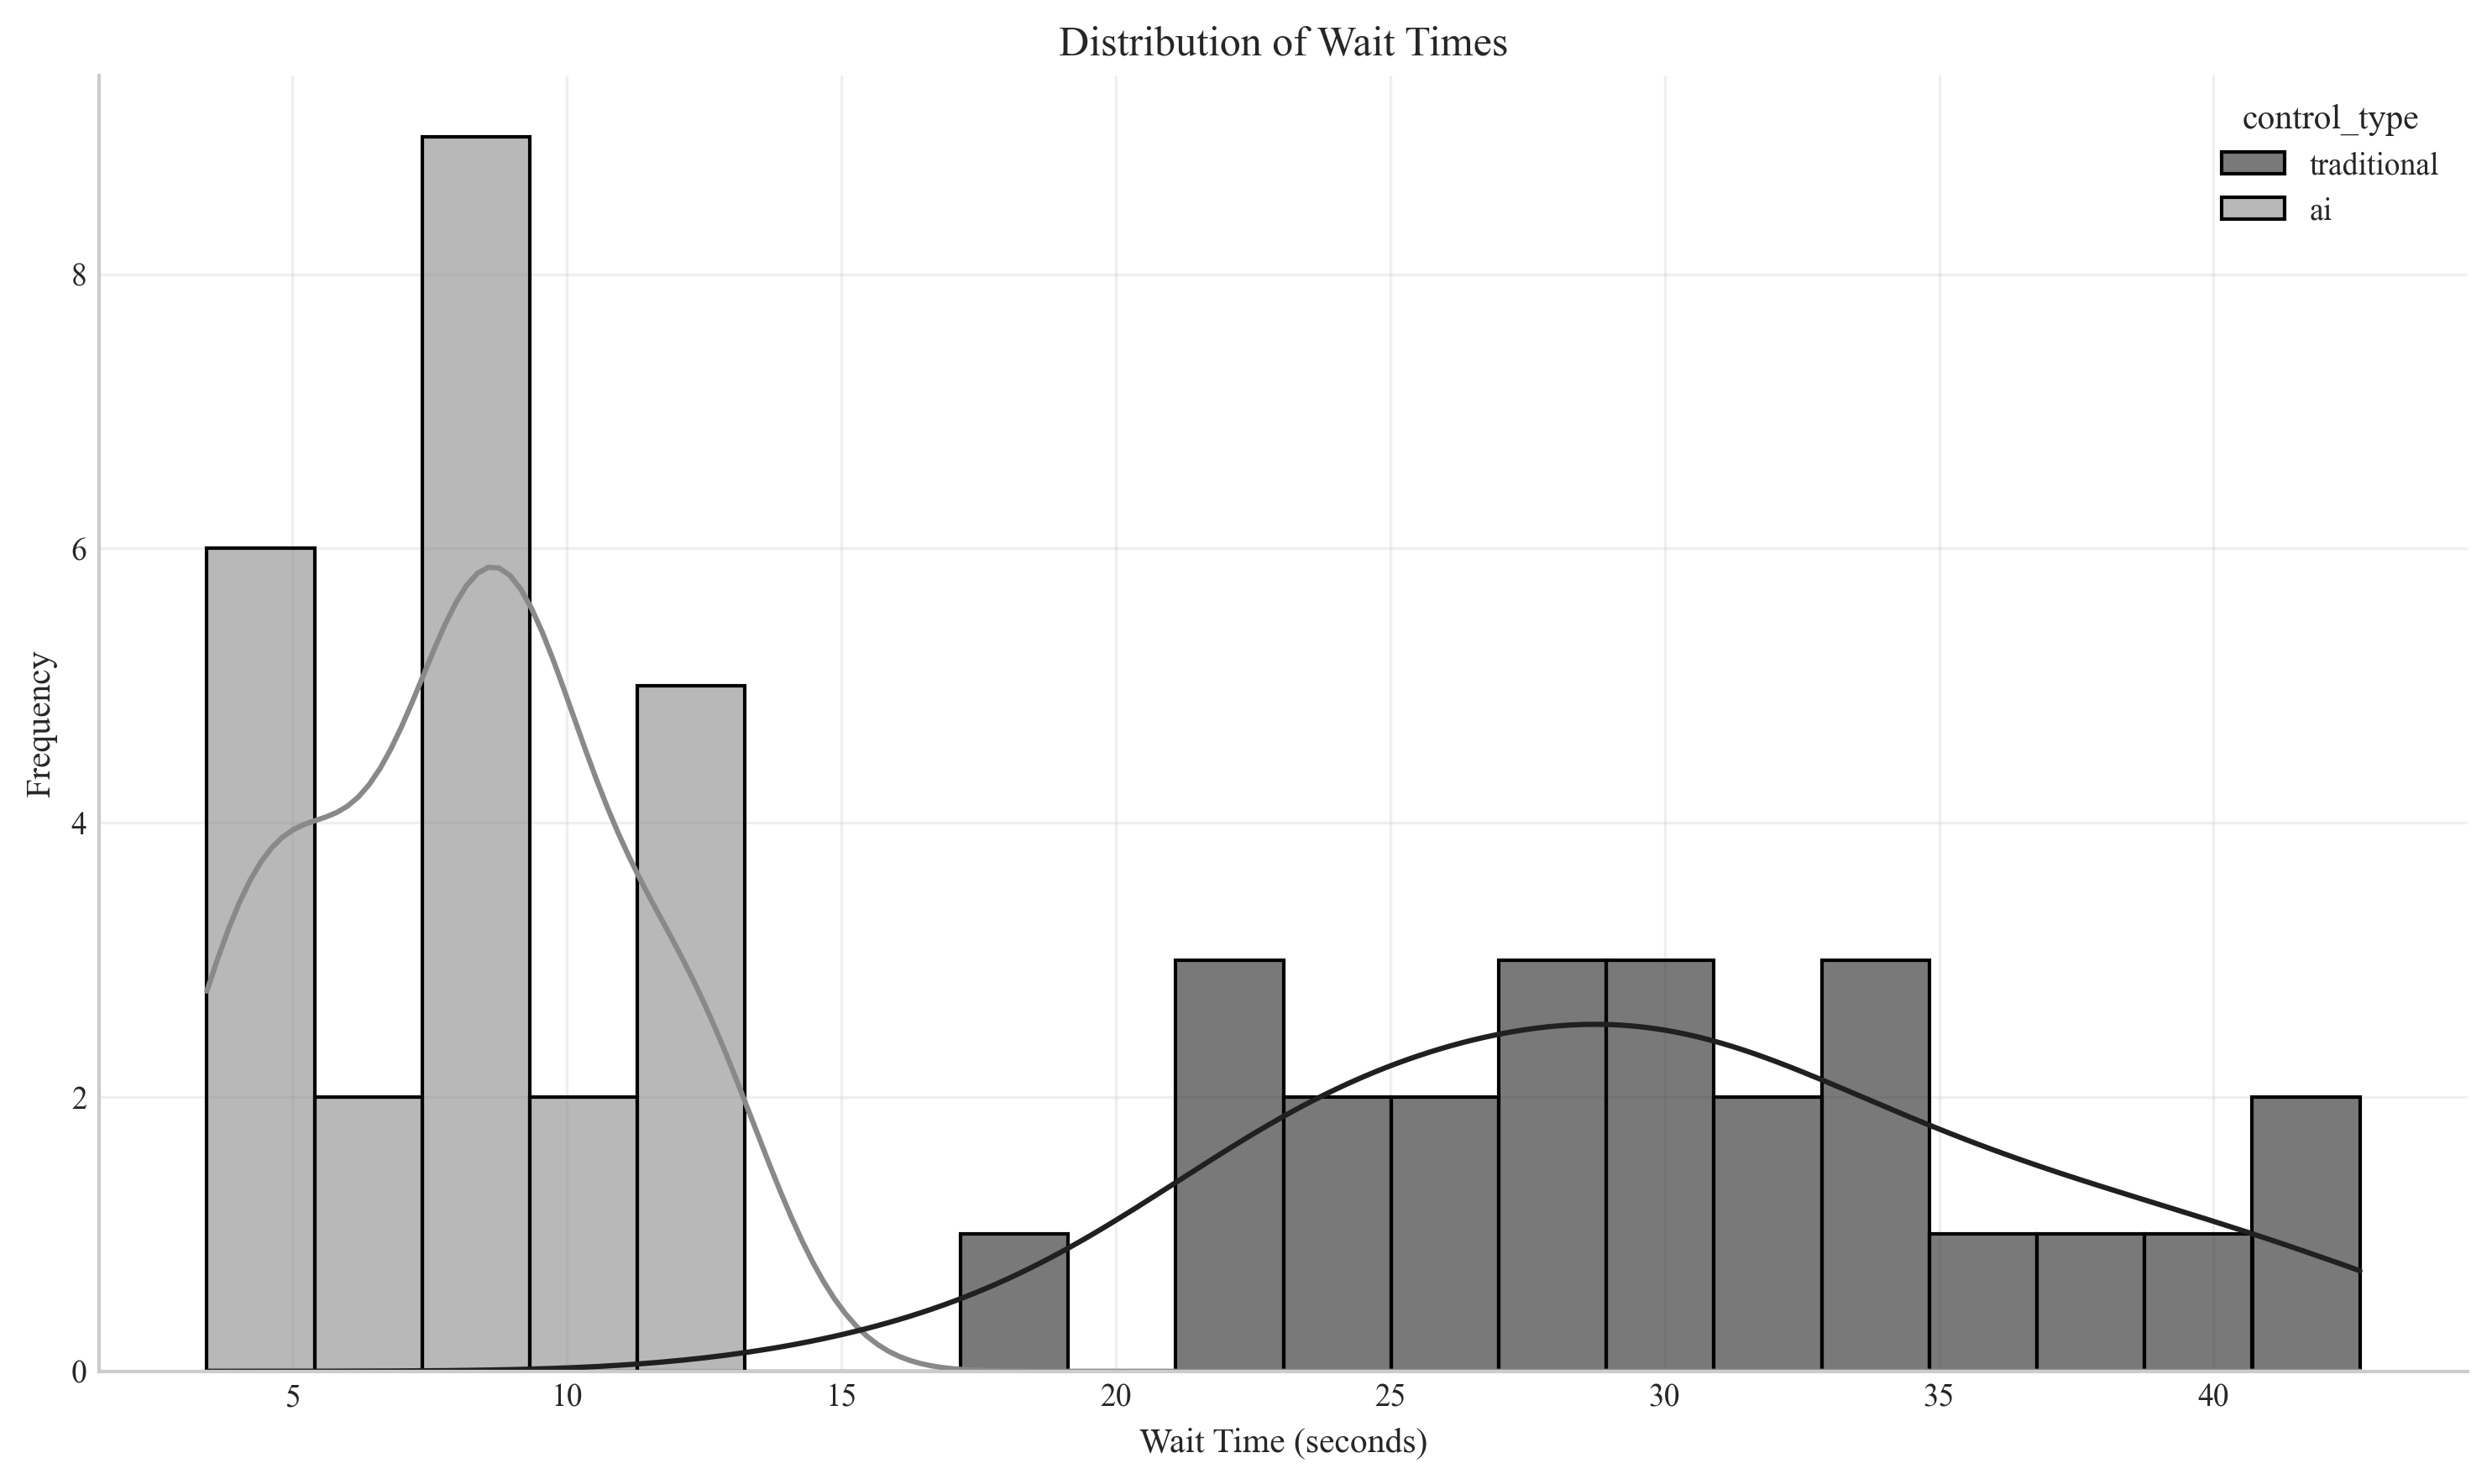 Distribution of Wait Times
control_type
traditional
ai
Frequency
8
6
4
2
0
5 10 15 20 25 30 35 40
Wait Time (seconds)